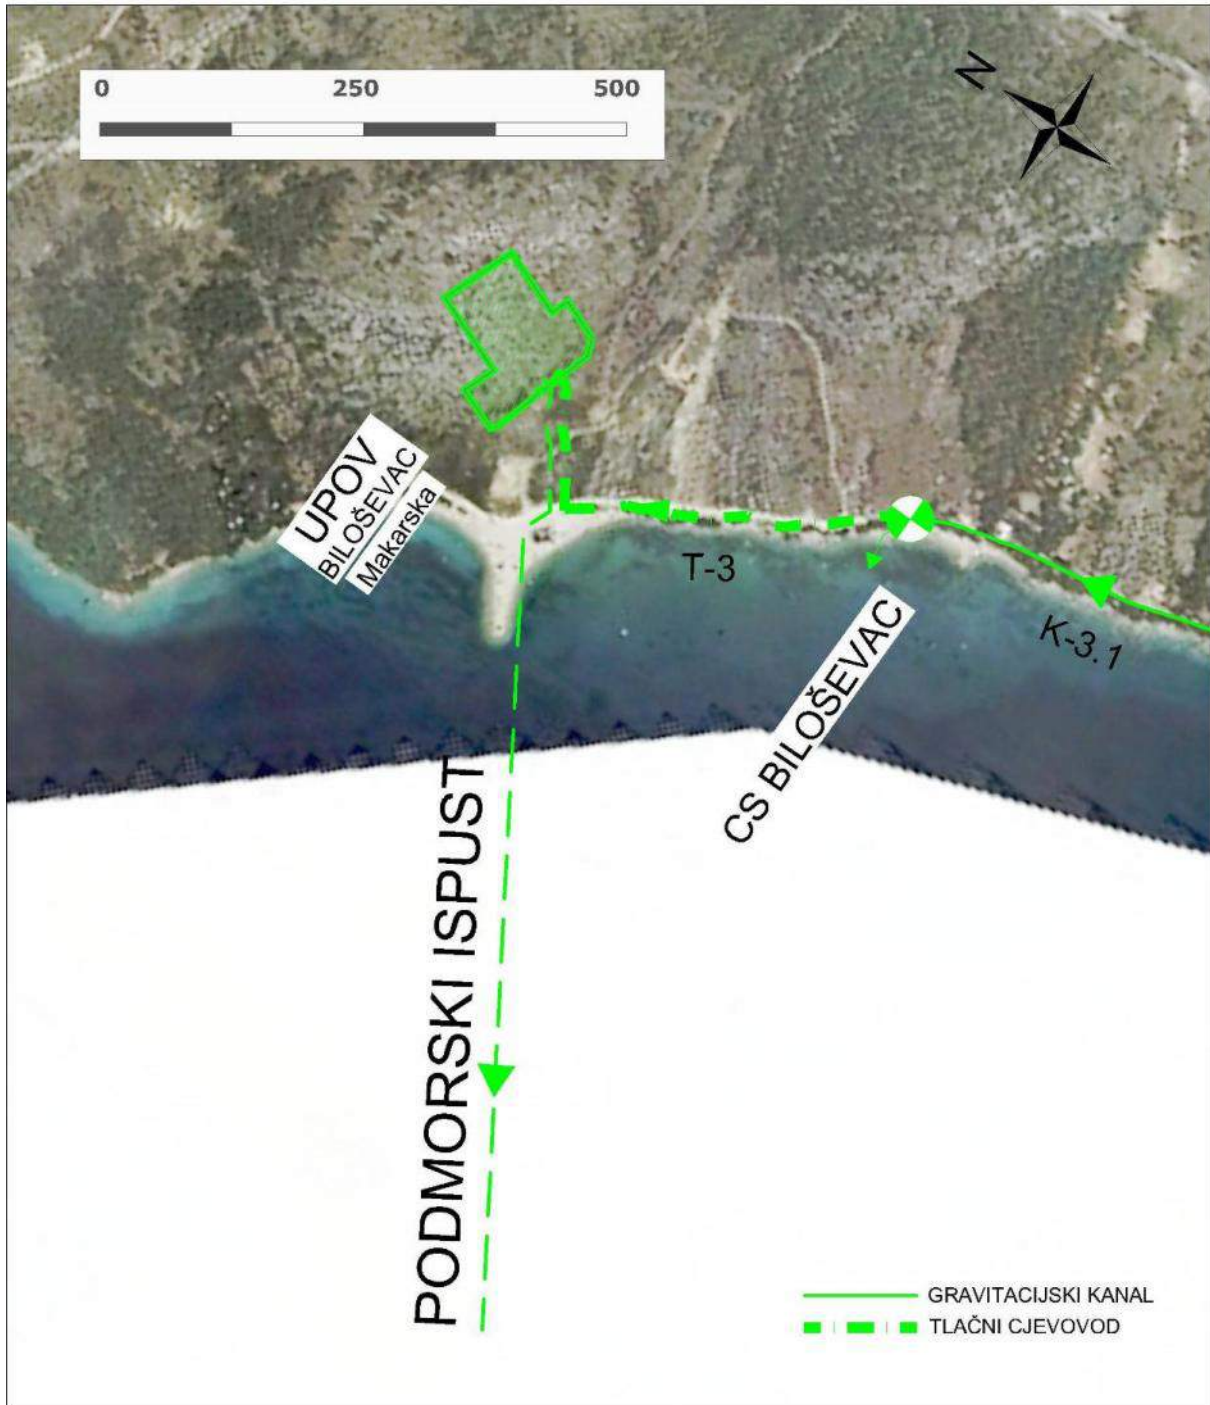 0 250 500
N
UPOV
BILOŠEVAC
Makarska
T-3
K-3.1
CS BILOŠEVAC
PODMORSKI ISPUST
GRAVITACIJSKI KANAL
TLAČNI CJEVOVOD